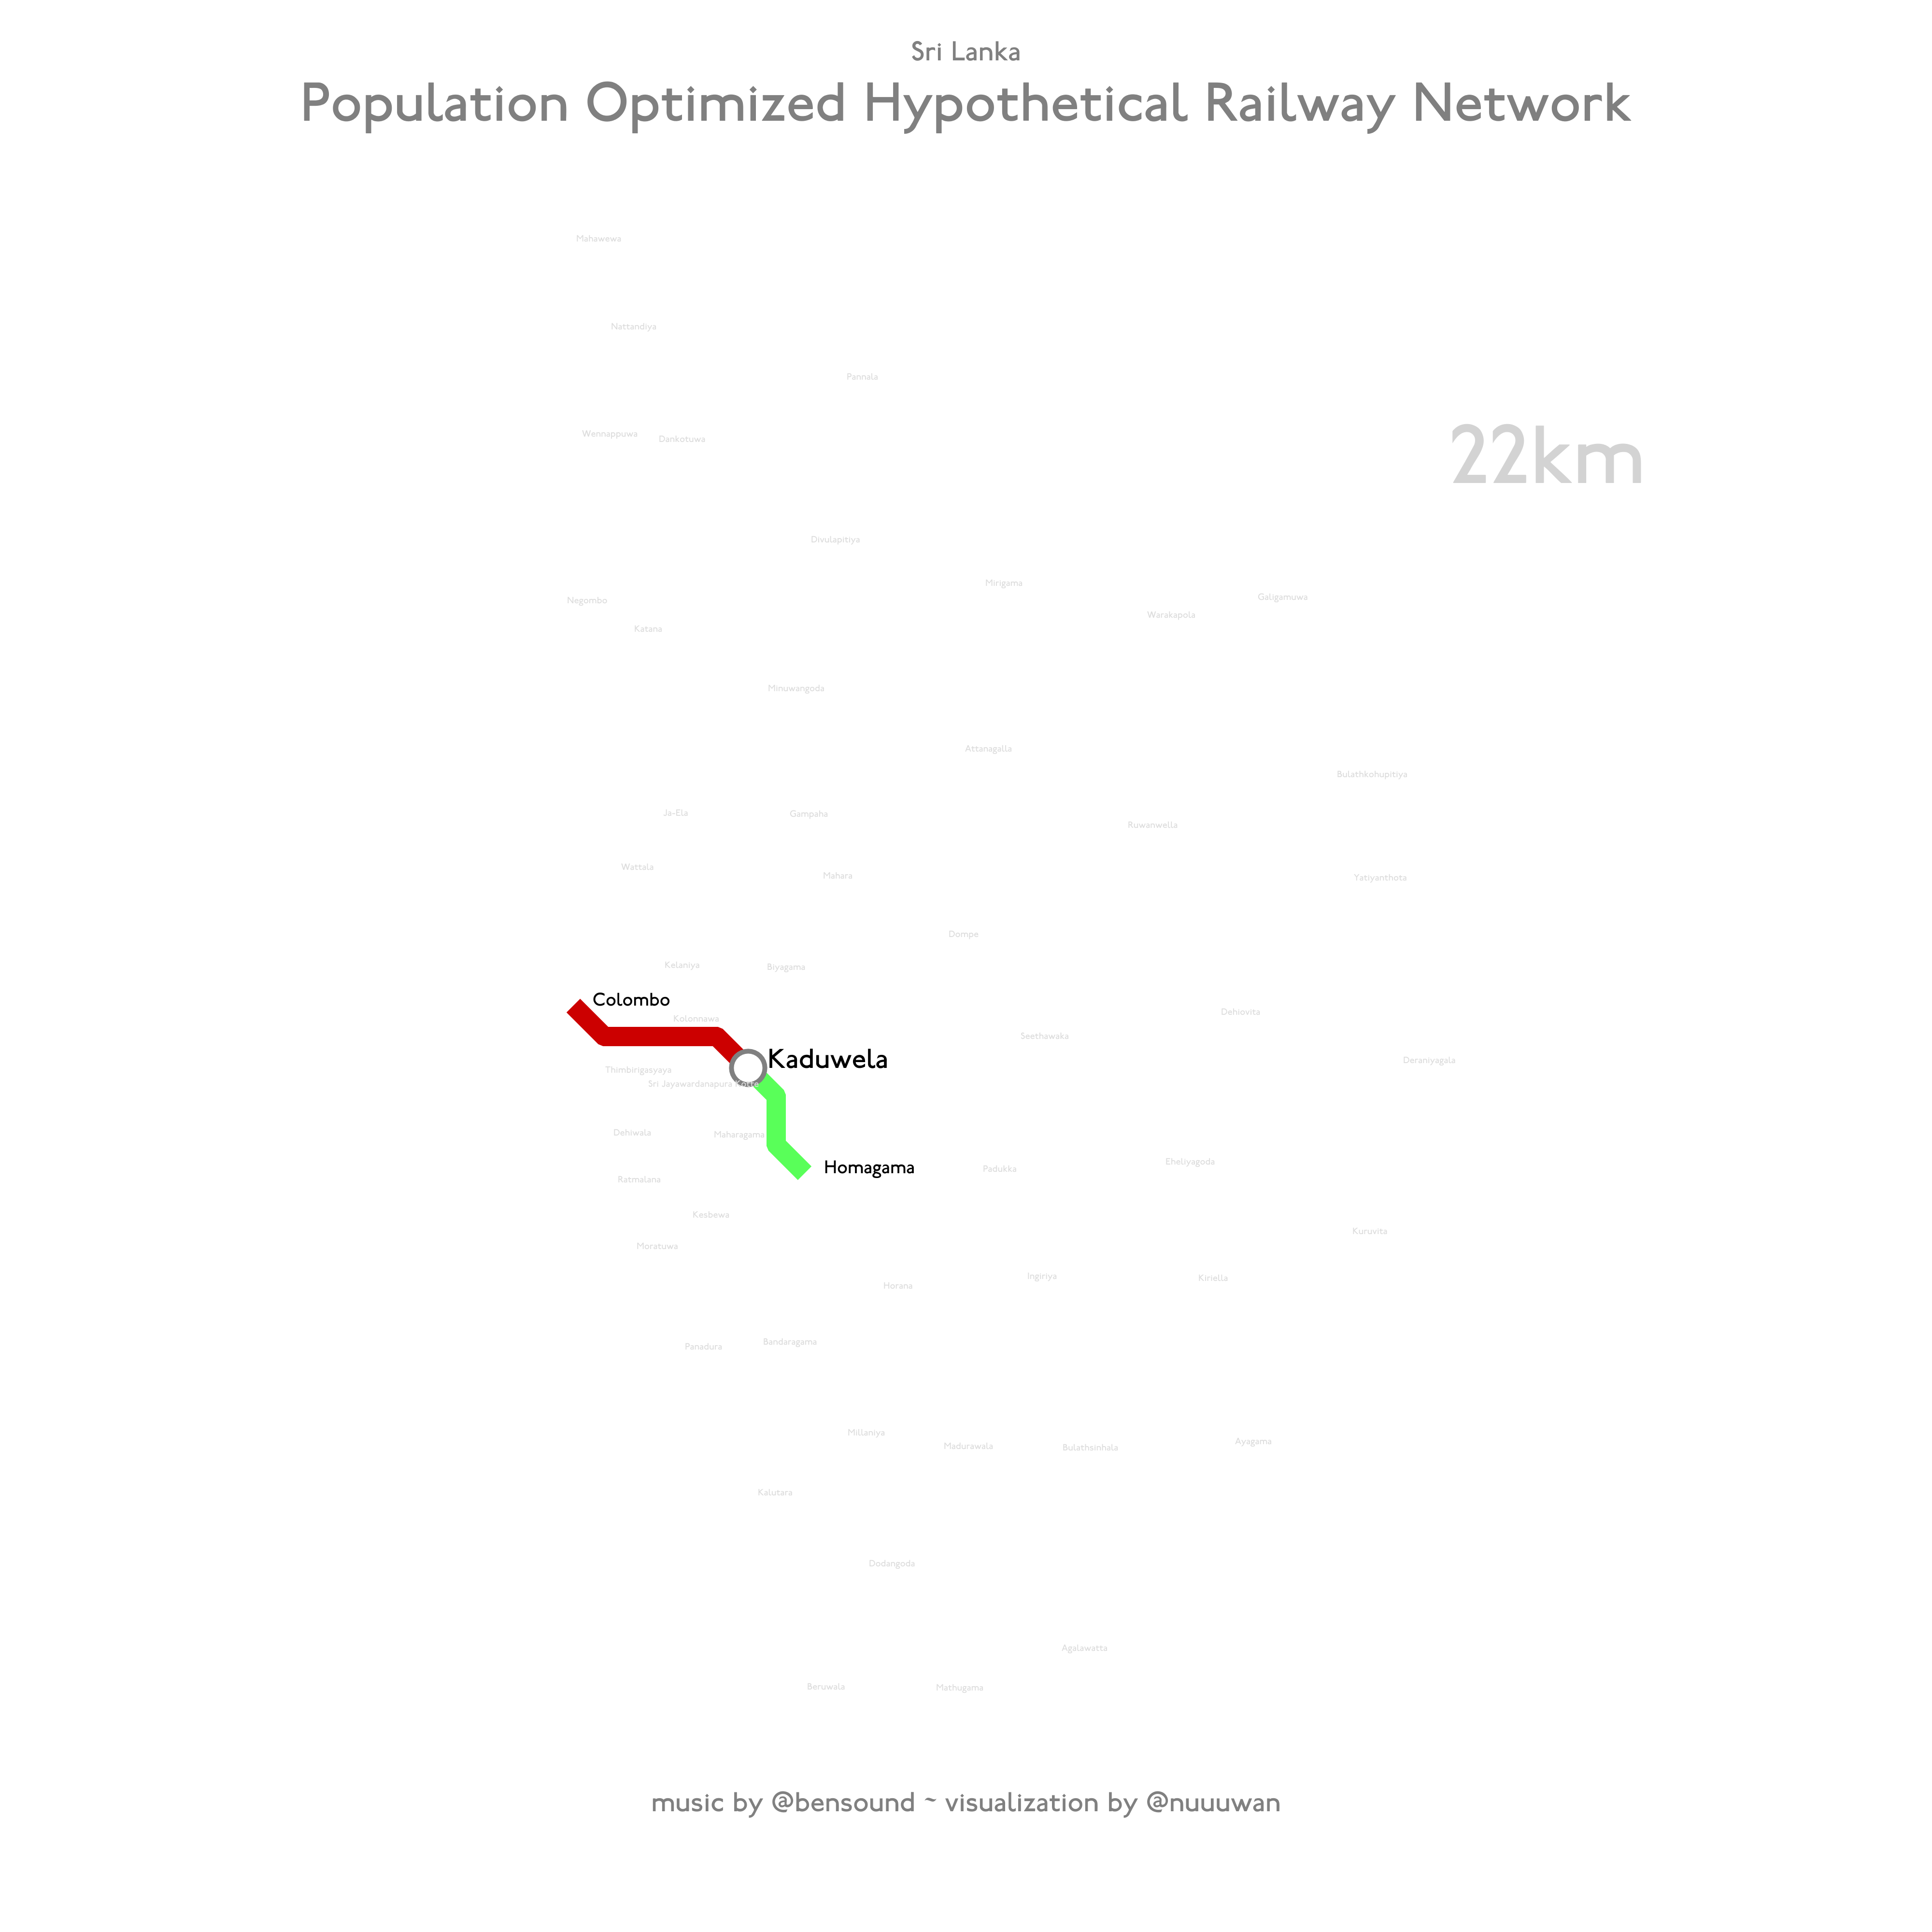 Sri Lanka
Population Optimized Hypothetical Railway Network
Mahawewa
Nattandiya
Pannala
Wennappuwa
Dankotuwa
22km
Divulapitiya
Mirigama
Negombo
Galigamuwa
Warakapola
Katana
Minuwangoda
Attanagalla
Bulathkohupitiya
Ja-Ela
Gampaha
Ruwanwella
Wattala
Mahara
Yatiyanthota
Dompe
Kelaniya
Biyagama
Colombo
Dehiovita
Kolonnawa
Seethawaka
Kaduwela
Deraniyagala
Thimbirigasyaya
Sri Jayawardanapura Kotte
Dehiwala
Maharagama
Homagama
Padukka
Eheliyagoda
Ratmalana
Kesbewa
Kuruvita
Moratuwa
Horana
Ingiriya
Kiriella
Panadura
Bandaragama
Millaniya
Madurawala
Bulathsinhala
Ayagama
Kalutara
Dodangoda
Agalawatta
Beruwala
Mathugama
music by @bensound ~ visualization by @nuuuwan